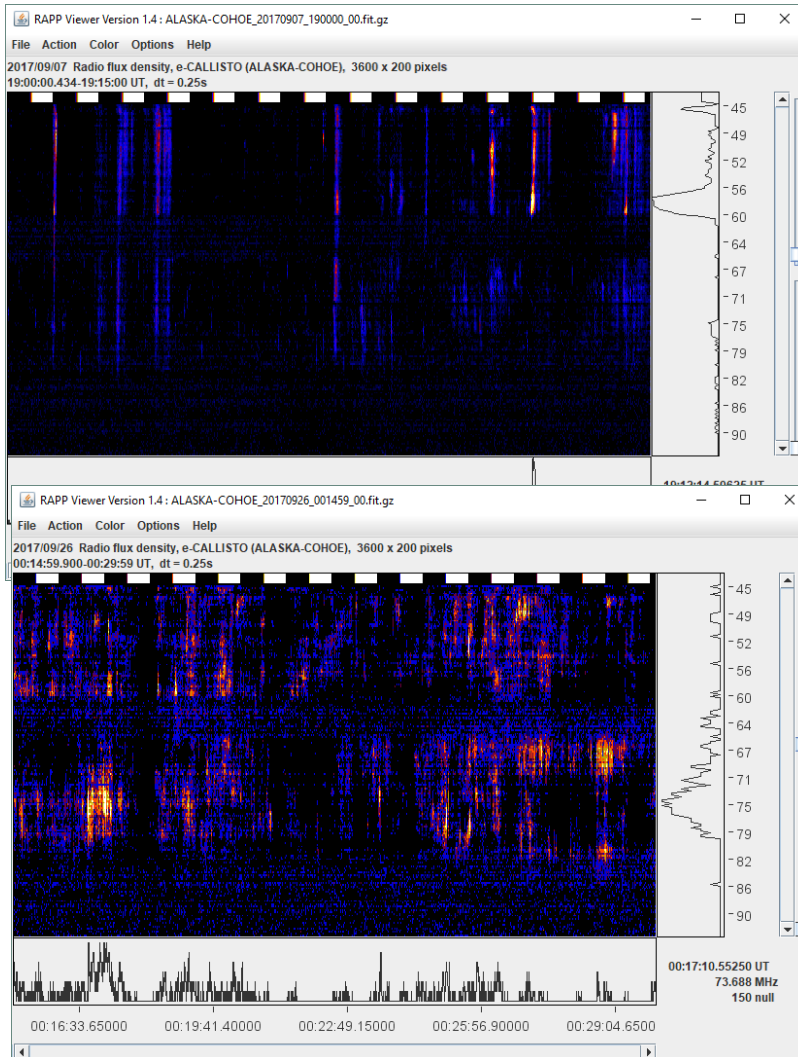 RAPP Viewer Version 1.4 : ALASKA-COHOE_20170907_190000_00.fit.gz
File Action Color Options Help
2017/09/07 Radio flux density, e-CALLISTO (ALASKA-COHOE), 3600 x 200 pixels
19:00:00.434-19:15:00 UT, dt = 0.25s
45
49
52
56
60
64
67
71
75
79
82
86
90
RAPP Viewer Version 1.4 : ALASKA-COHOE_20170926_001459_00.fit.gz
File Action Color Options Help
2017/09/26 Radio flux density, e-CALLISTO (ALASKA-COHOE), 3600 x 200 pixels
00:14:59.900-00:29:59 UT, dt = 0.25s
45
49
52
56
60
64
67
71
75
79
82
86
90
00:17:10.55250 UT
73.688 MHz
150 null
00:16:33.65000 00:19:41.40000 00:22:49.15000 00:25:56.90000 00:29:04.65000